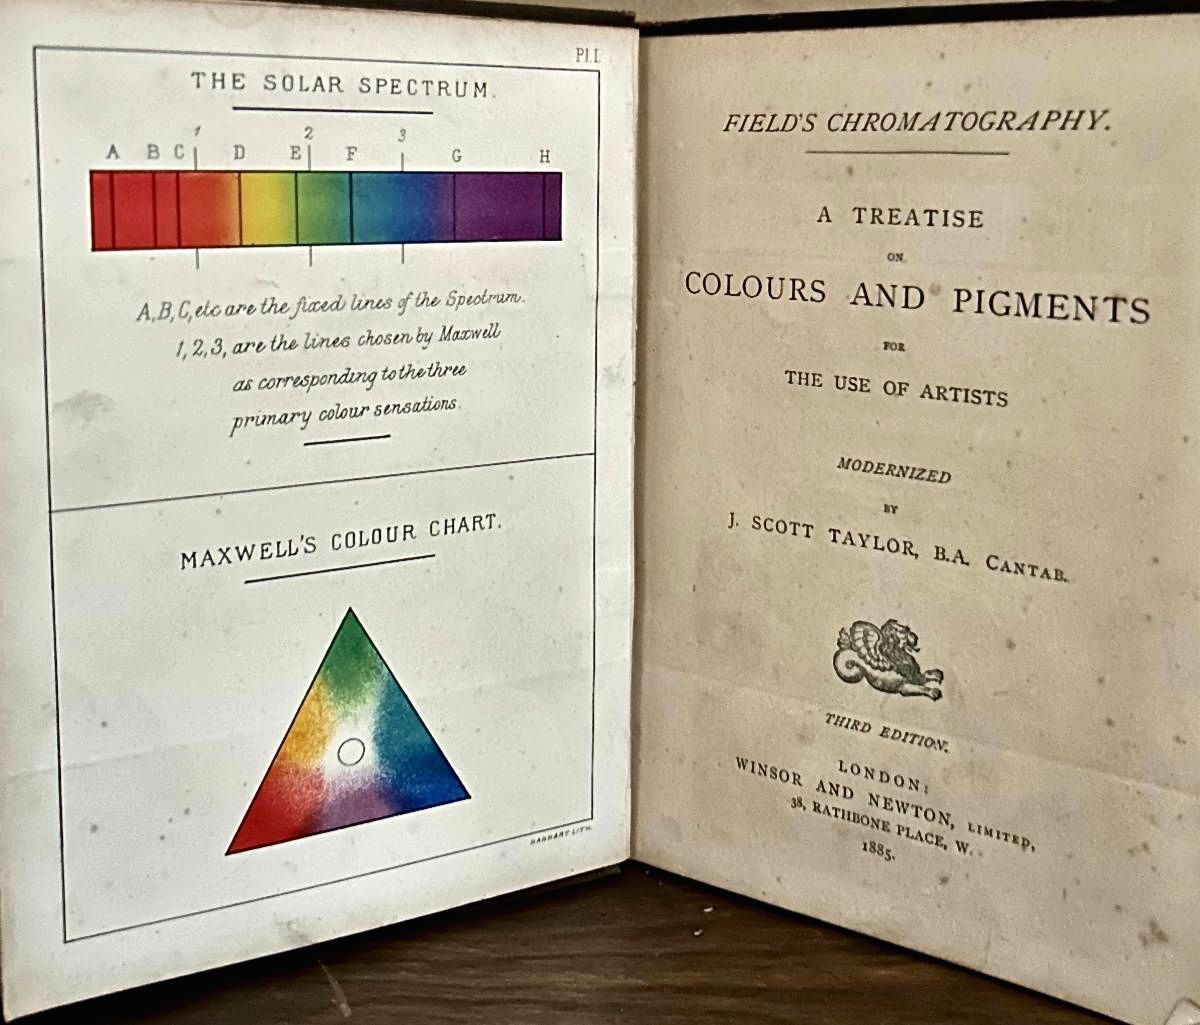 Pl. I.
THE SOLAR SPECTRUM.
1 2 3
A B C D E F G H
A, B, C, etc are the fixed lines of the Spectrum.
1, 2, 3, are the lines chosen by Maxwell
as corresponding to the three
primary colour sensations.
MAXWELL'S COLOUR CHART.
HANHART LITH.
FIELD'S CHROMATOGRAPHY.
A TREATISE
ON
COLOURS AND PIGMENTS
FOR
THE USE OF ARTISTS
MODERNIZED
BY
J. SCOTT TAYLOR, B.A. CANTAB.
THIRD EDITION.
LONDON:
WINSOR AND NEWTON, LIMITED,
38, RATHBONE PLACE, W.
1885.